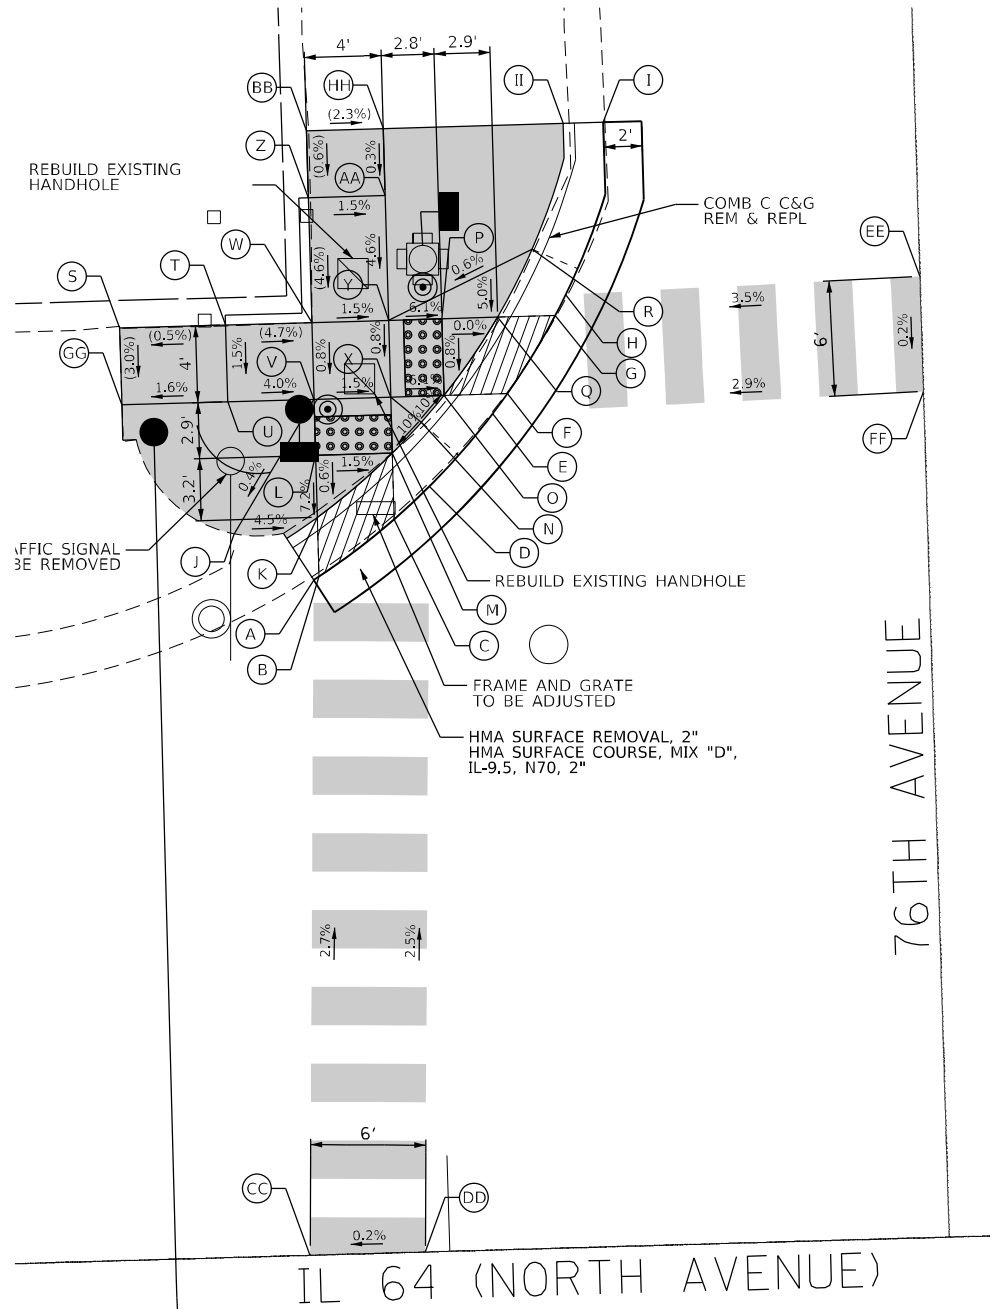 4'
2.8'
2.9'
BB
HH
II
I
(2.3%)
2'
Z
(0.6%)
0.3%
REBUILD EXISTING
HANDHOLE
AA
1.5%
COMB C C&G
REM & REPL
W
P
EE
T
S
(4.6%)
4.6%
0.6%
Y
5.0%
3.5%
R
1.5%
6.1%
0.0%
(0.5%)
(4.7%)
H
GG
(3.0%)
4'
1.5%
V
0.8%
X
0.8%
0.8%
6'
0.2%
G
Q
1.6%
4.0%
1.5%
2.9%
10%
10%
U
F
FF
2.9'
E
0.4%
L
1.5%
0.6%
7.2%
O
3.2'
4.5%
N
AFFIC SIGNAL
BE REMOVED
J
D
K
REBUILD EXISTING HANDHOLE
M
A
C
B
FRAME AND GRATE
TO BE ADJUSTED
HMA SURFACE REMOVAL, 2"
HMA SURFACE COURSE, MIX "D",
IL-9.5, N70, 2"
76TH AVENUE
2.7%
2.5%
6'
CC
DD
0.2%
IL 64 (NORTH AVENUE)